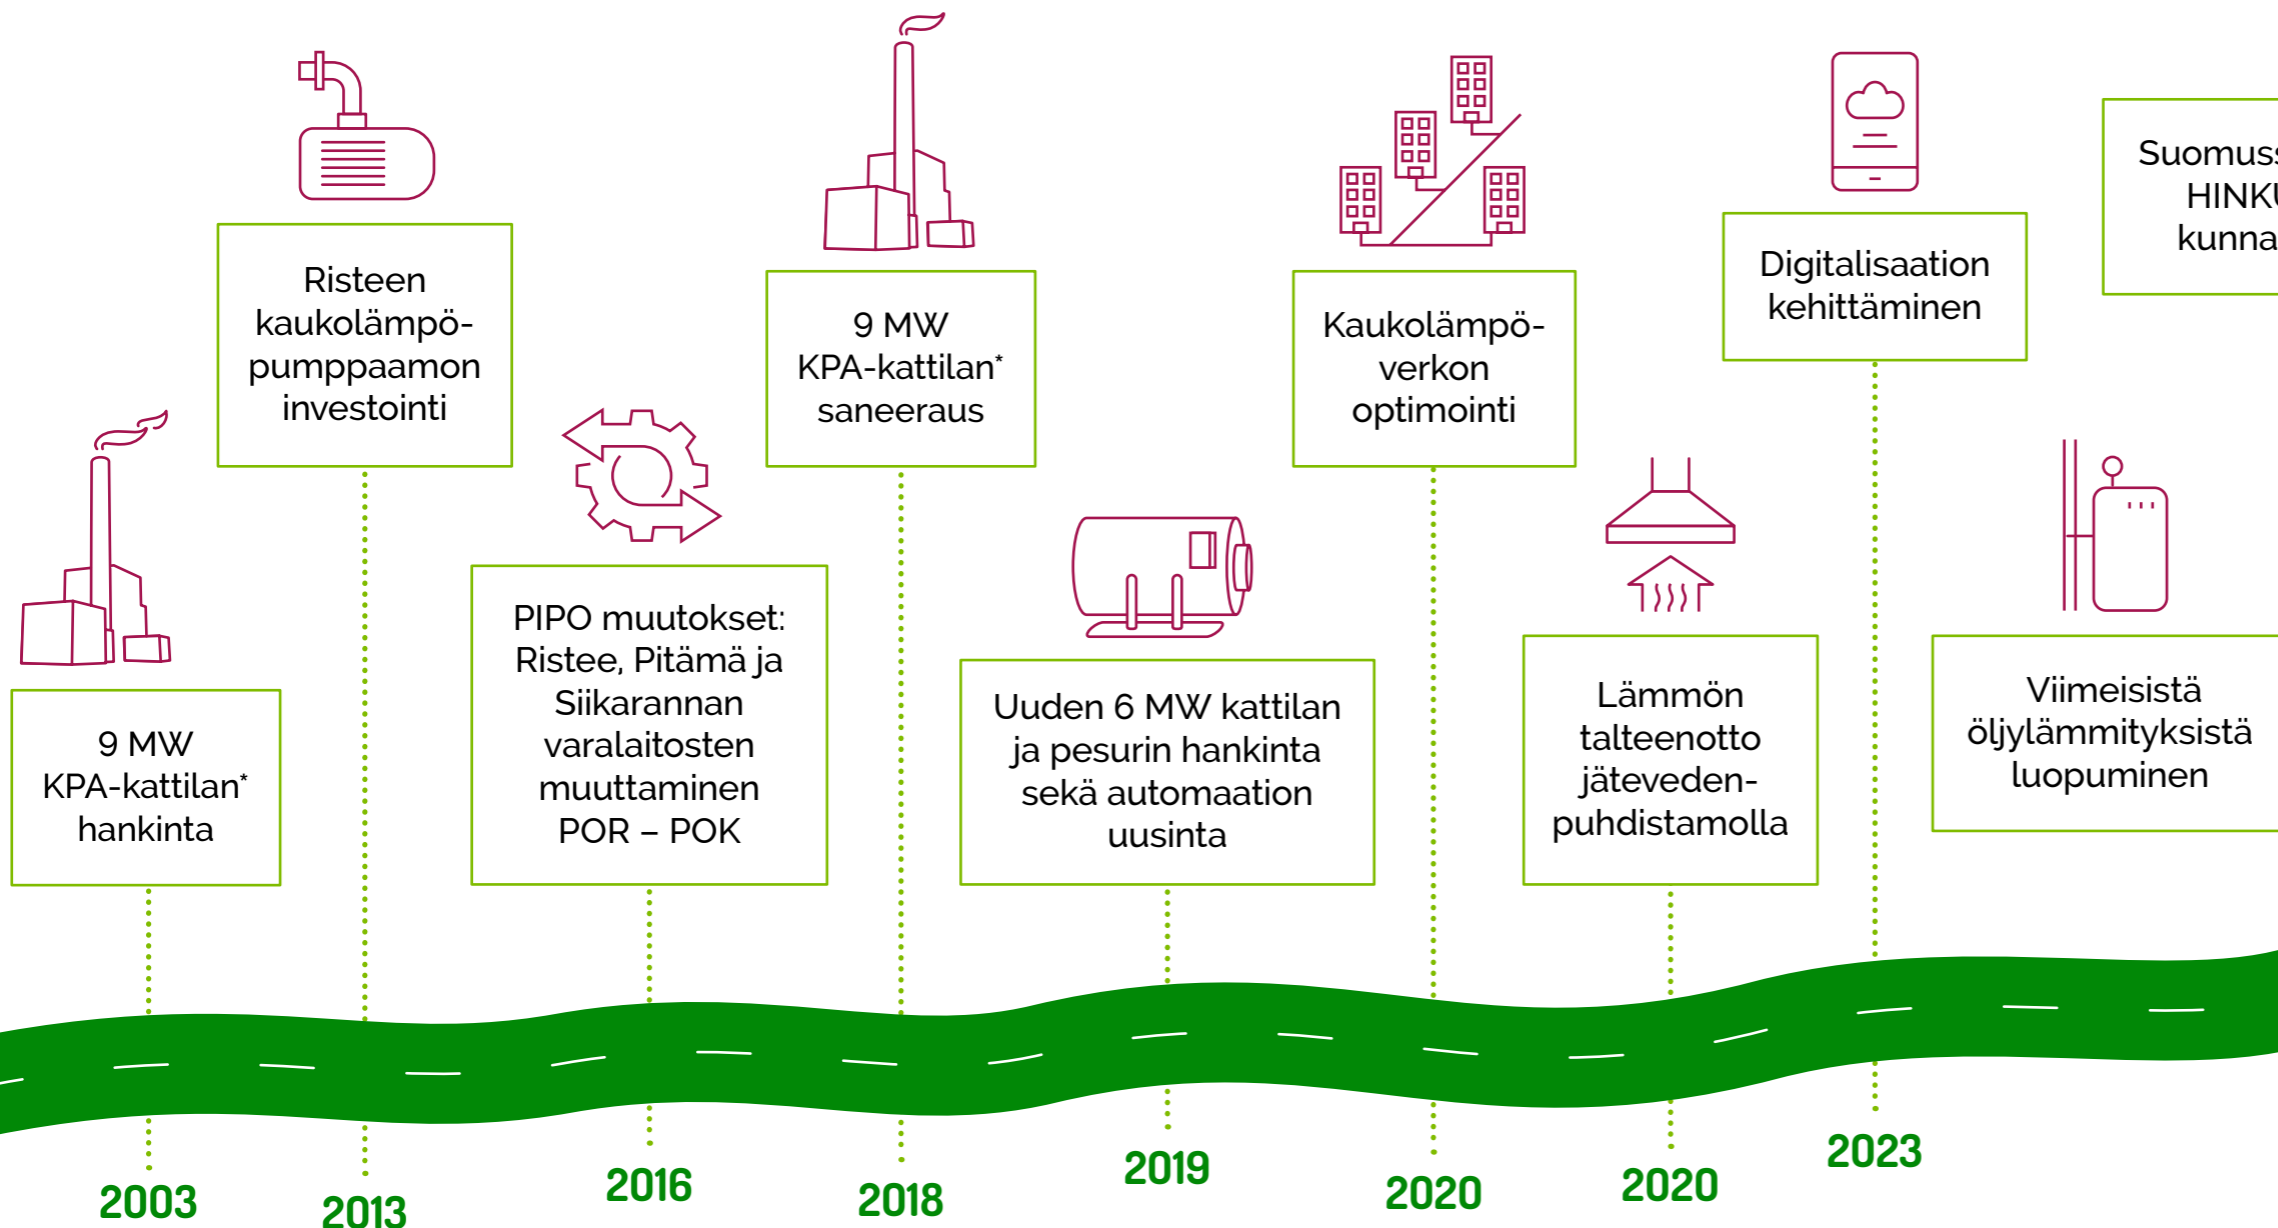 9 MW
KPA-kattilan*
hankinta
2003
Risteen
kaukolämpö-
pumppaamon
investointi
2013
PIPO muutokset:
Ristee, Pitämä ja
Siikarannan
varalaitosten
muuttaminen
POR – POK
2016
9 MW
KPA-kattilan*
saneeraus
2018
Uuden 6 MW kattilan
ja pesurin hankinta
sekä automaation
uusinta
2019
Kaukolämpö-
verkon
optimointi
2020
Lämmön
talteenotto
jäteveden-
puhdistamolla
2020
Digitalisaation
kehittäminen
2023
Viimeisistä
öljylämmityksistä
luopuminen